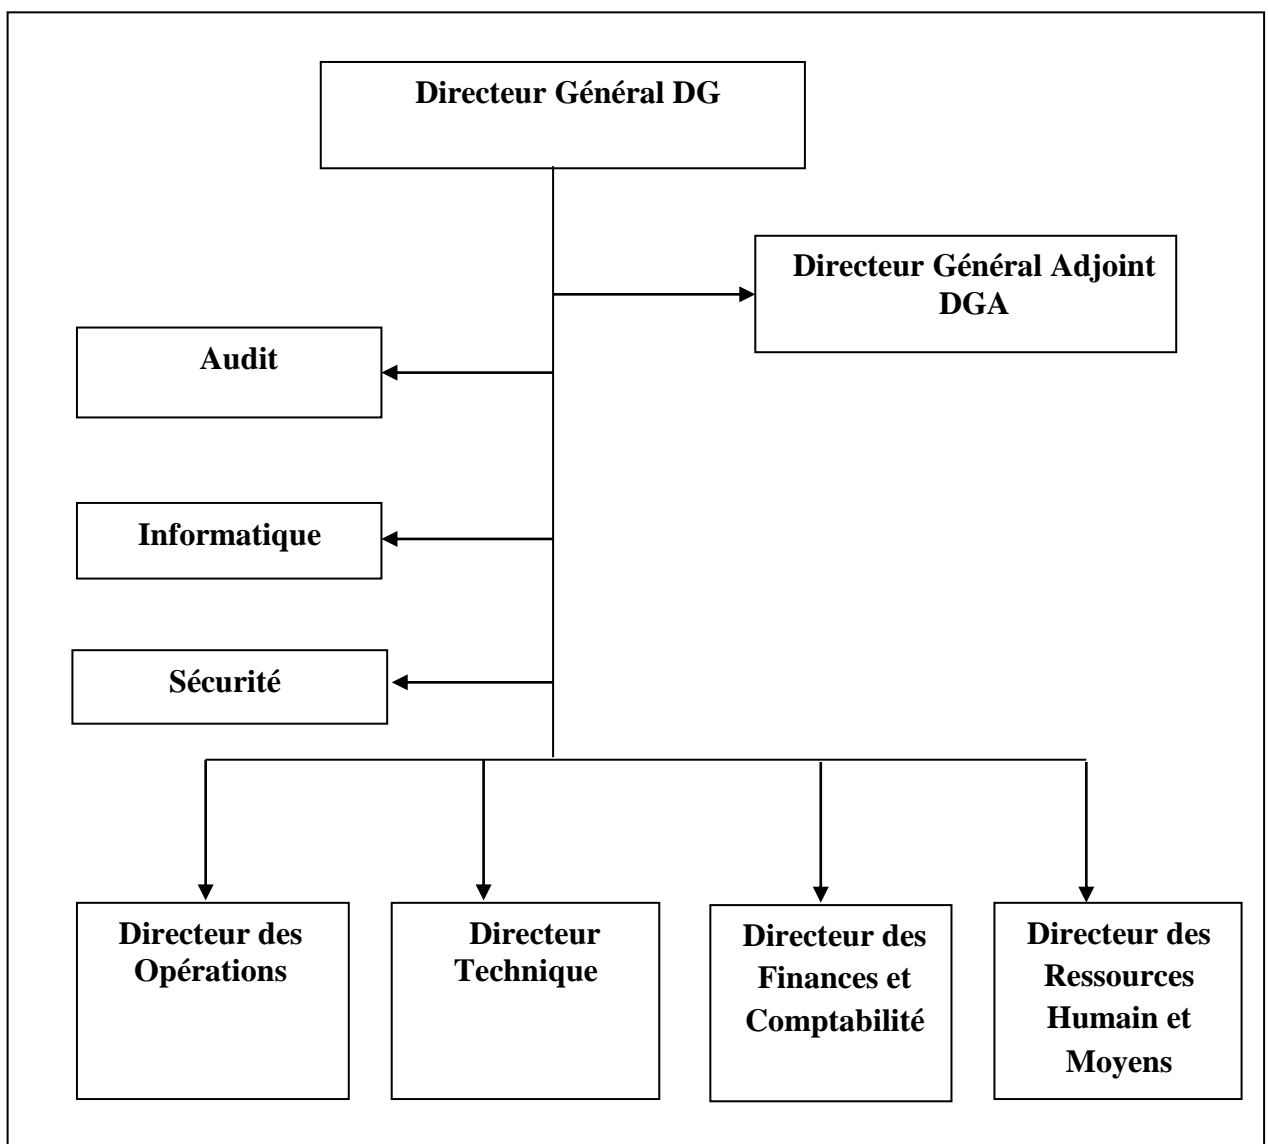 Directeur Général DG
Directeur Général Adjoint
DGA
Audit
Informatique
Sécurité
Directeur des
Opérations
Directeur
Technique
Directeur des
Finances et
Comptabilité
Directeur des
Ressources
Humain et
Moyens